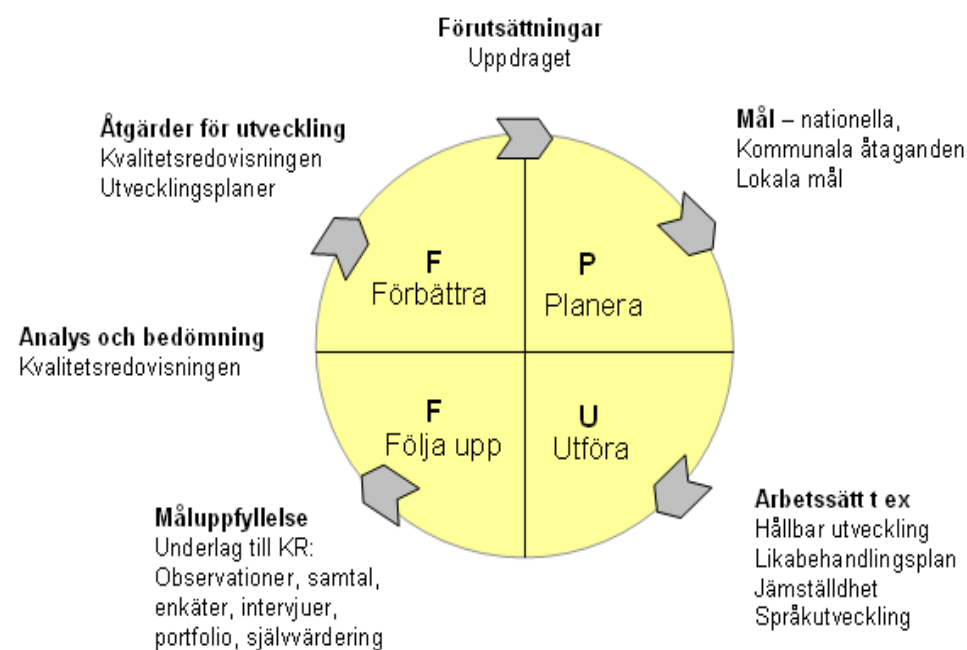 Förutsättningar
Uppdraget
Åtgärder för utveckling
Kvalitetsredovisningen
Utvecklingsplaner
Mål – nationella,
Kommunala åtaganden
Lokala mål
F
Förbättra
P
Planera
Analys och bedömning
Kvalitetsredovisningen
F
Följa upp
U
Utföra
Måluppfyllelse
Underlag till KR:
Observationer, samtal,
enkäter, intervjuer,
portfolio, självvärdering
Arbetssätt t ex
Hållbar utveckling
Likabehandlingsplan
Jämställdhet
Språkutveckling